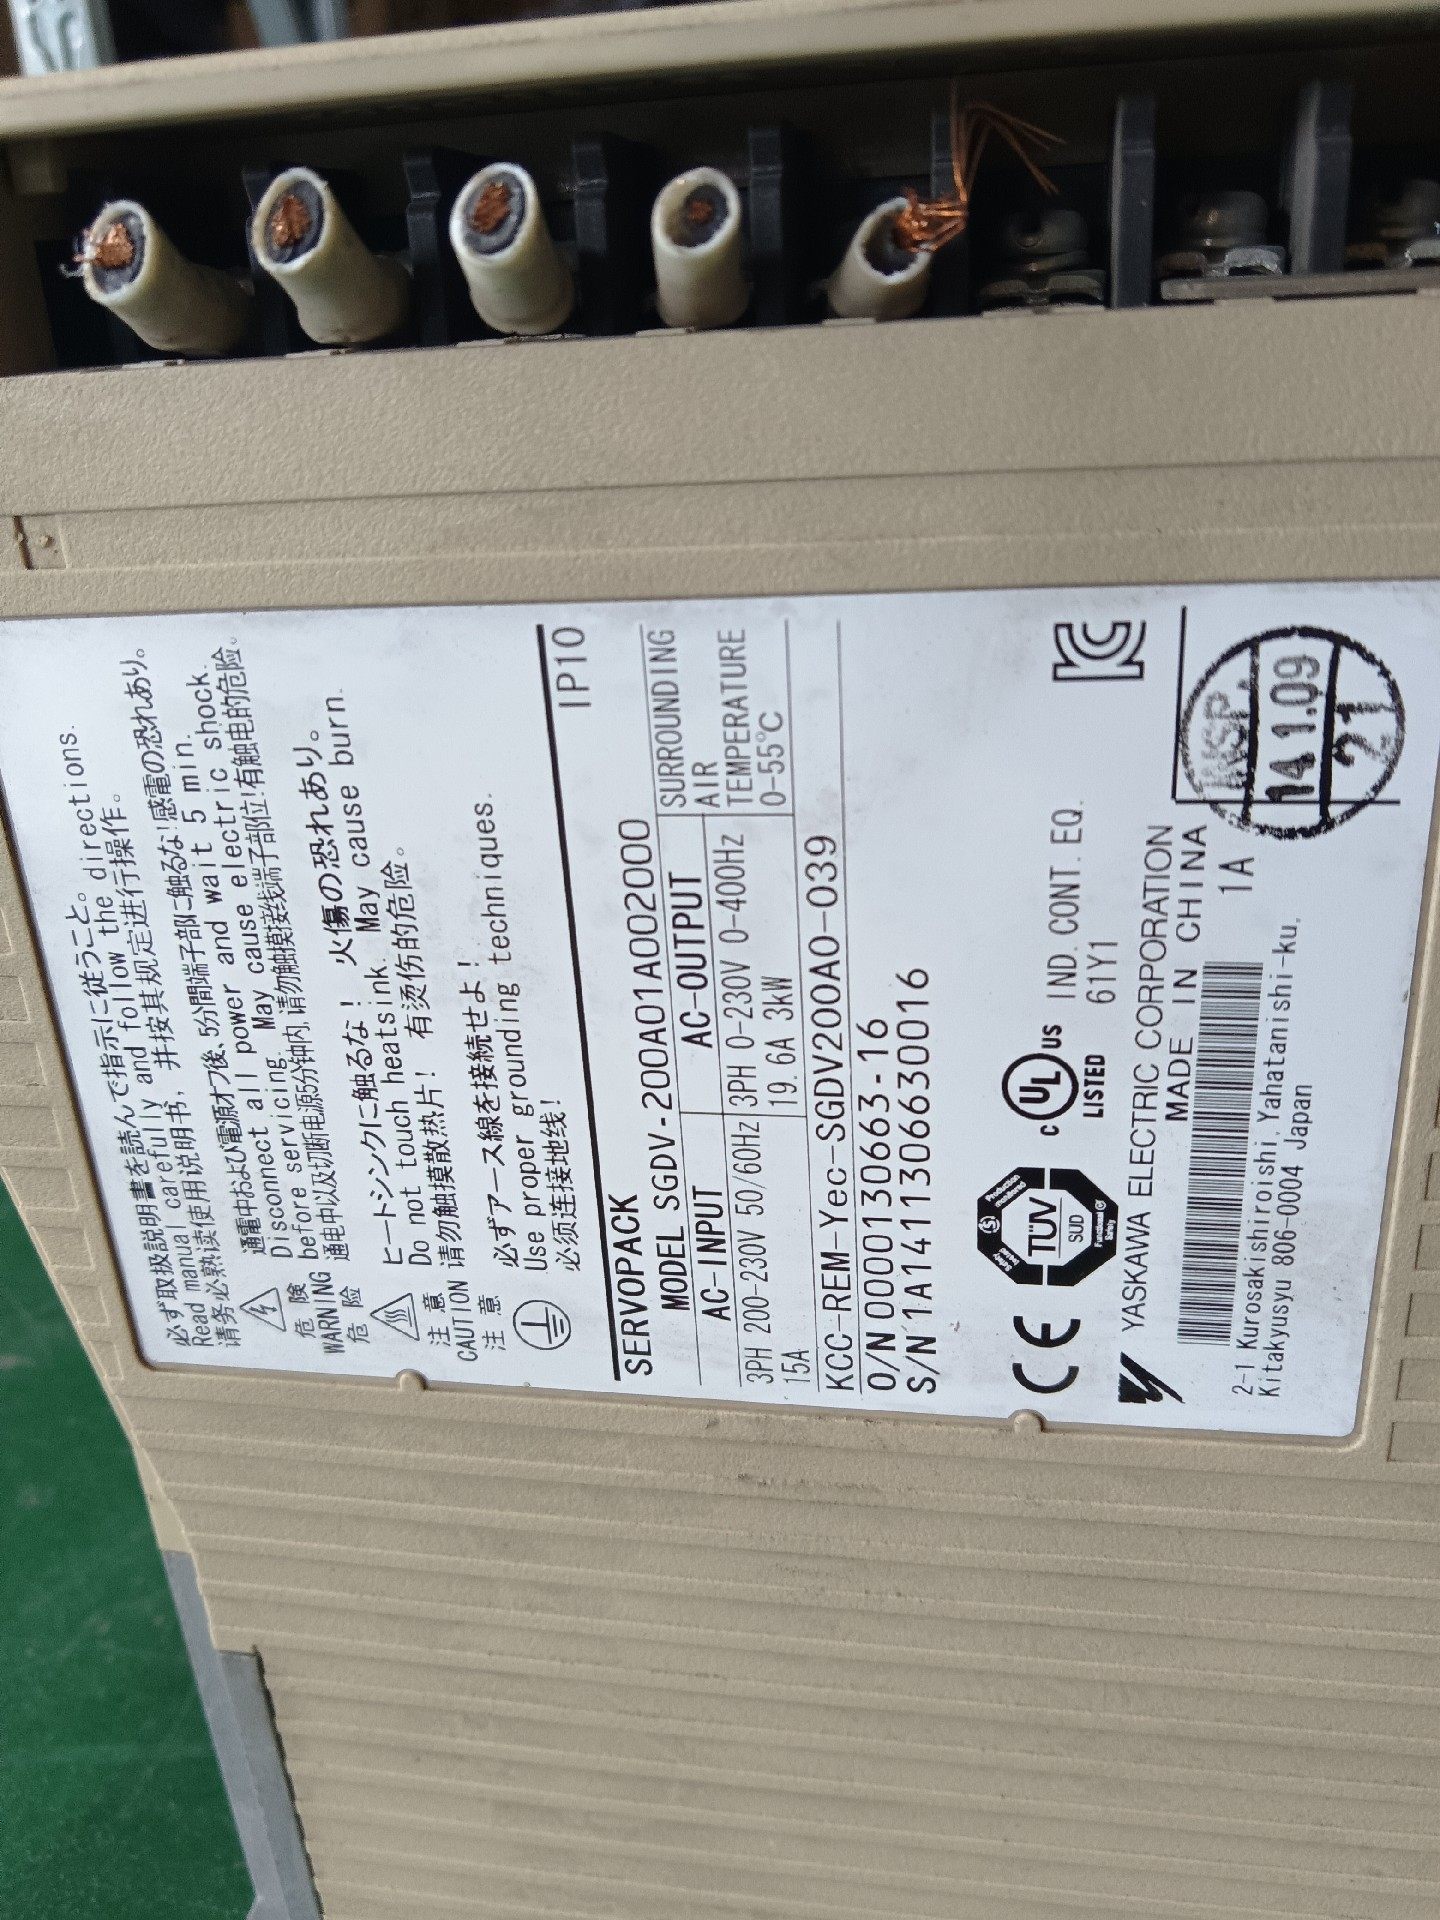 必ず取扱説明書を読んで指示に従うこと。
Read manual carefully and follow the directions.
请务必熟读使用说明书，并按其规定进行操作。
危険
WARNING
危 险
通電中および電源オフ後、5分間端子部に触るな!感電の恐れあり。
Disconnect all power and wait 5 min.
before servicing. May cause electric shock.
通电中以及切断电源5分钟内,请勿触摸接线端子部位!有触电的危险。
注 意
CAUTION
注 意
ヒートシンクに触るな! 火傷の恐れあり。
Do not touch heatsink. May cause burn.
请勿触摸散热片! 有烫伤的危险。
必ずアース線を接続せよ!
Use proper grounding techniques.
必须连接地线!
IP10
SERVOPACK
MODEL SGDV-200A01A002000
AC-INPUT
AC-OUTPUT
SURROUNDING
AIR
TEMPERATURE
0-55℃
3PH 200-230V 50/60Hz
15A
3PH 0-230V 0-400Hz
19.6A 3kW
KCC-REM-Yec-SGDV200A0-039
O/N 000130663-16
S/N 1A1411306630016
CE
TÜV
SUD
Functional
Safety
c UL US
LISTED
IND. CONT. EQ.
61Y1
KC
YASKAWA ELECTRIC CORPORATION
MADE IN CHINA
1A
14 1.09
21
2-1 Kurosakishiroishi, Yahatanishi-ku,
Kitakyusyu 806-0004 Japan